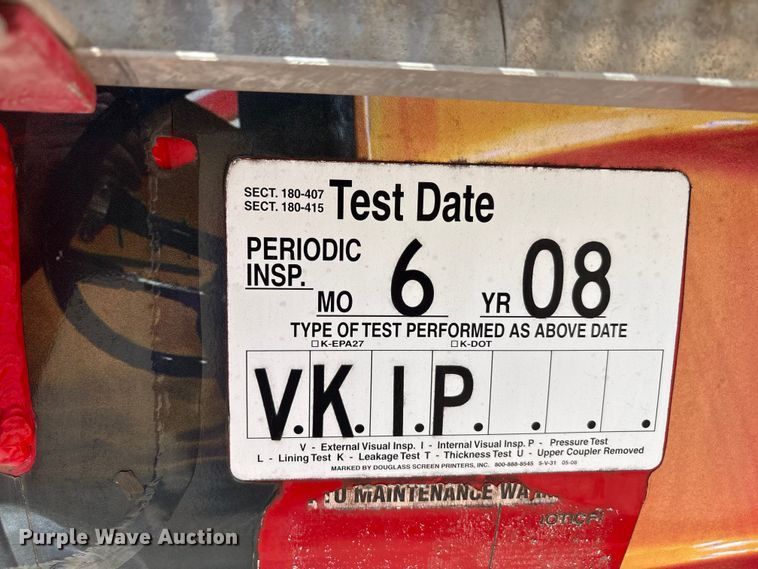 SECT. 180-407
SECT. 180-415
Test Date
PERIODIC
INSP.
MO 6 YR 08
TYPE OF TEST PERFORMED AS ABOVE DATE
☐ K-EPA27 ☐ K-DOT
V. K. I. P. . . .
V - External Visual Insp. I - Internal Visual Insp. P - Pressure Test
L - Lining Test K - Leakage Test T - Thickness Test U - Upper Coupler Removed
MARKED BY DOUGLASS SCREEN PRINTERS, INC. 800-888-8545 5-V-31 05-08
MAINTENANCE
Purple Wave Auction